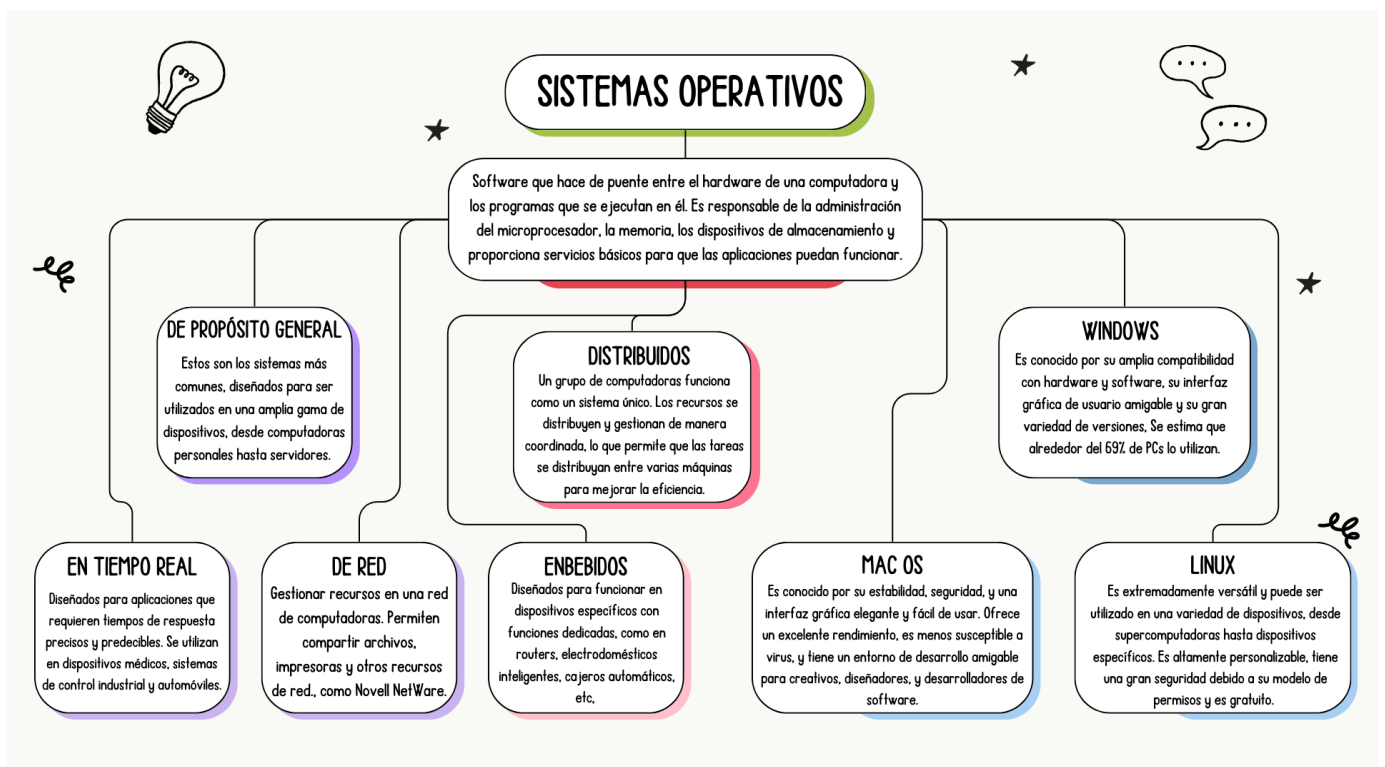 SISTEMAS OPERATIVOS
Software que hace de puente entre el hardware de una computadora y
los programas que se ejecutan en él. Es responsable de la administración
del microprocesador, la memoria, los dispositivos de almacenamiento y
proporciona servicios básicos para que las aplicaciones puedan funcionar.
DE PROPÓSITO GENERAL
Estos son los sistemas más
comunes, diseñados para ser
utilizados en una amplia gama de
dispositivos, desde computadoras
personales hasta servidores.
DISTRIBUIDOS
Un grupo de computadoras funciona
como un sistema único. Los recursos se
distribuyen y gestionan de manera
coordinada, lo que permite que las tareas
se distribuyan entre varias máquinas
para mejorar la eficiencia.
WINDOWS
Es conocido por su amplia compatibilidad
con hardware y software, su interfaz
gráfica de usuario amigable y su gran
variedad de versiones, Se estima que
alrededor del 69% de PCs lo utilizan.
EN TIEMPO REAL
Diseñados para aplicaciones que
requieren tiempos de respuesta
precisos y predecibles. Se utilizan
en dispositivos médicos, sistemas
de control industrial y automóviles.
DE RED
Gestionar recursos en una red
de computadoras. Permiten
compartir archivos,
impresoras y otros recursos
de red., como Novell NetWare.
ENBEBIDOS
Diseñados para funcionar en
dispositivos específicos con
funciones dedicadas, como en
routers, electrodomésticos
inteligentes, cajeros automáticos,
etc,
MAC OS
Es conocido por su estabilidad, seguridad, y una
interfaz gráfica elegante y fácil de usar. Ofrece
un excelente rendimiento, es menos susceptible a
virus, y tiene un entorno de desarrollo amigable
para creativos, diseñadores, y desarrolladores de
software.
LINUX
Es extremadamente versátil y puede ser
utilizado en una variedad de dispositivos, desde
supercomputadoras hasta dispositivos
específicos. Es altamente personalizable, tiene
una gran seguridad debido a su modelo de
permisos y es gratuito.